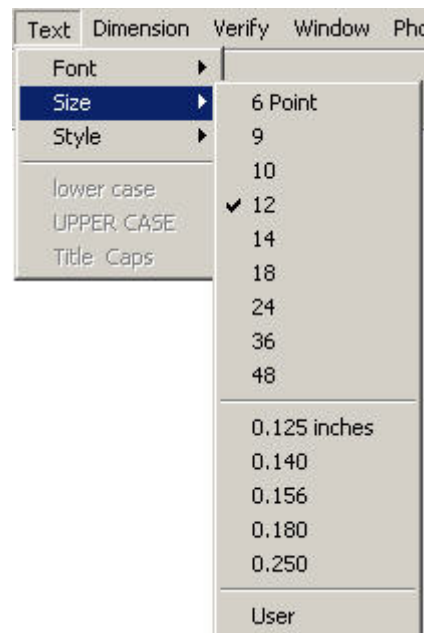 Text Dimension Verify Window Pho
Font
Size
Style
lower case
UPPER CASE
Title Caps
6 Point
9
10
12
14
18
24
36
48
0.125 inches
0.140
0.156
0.180
0.250
User